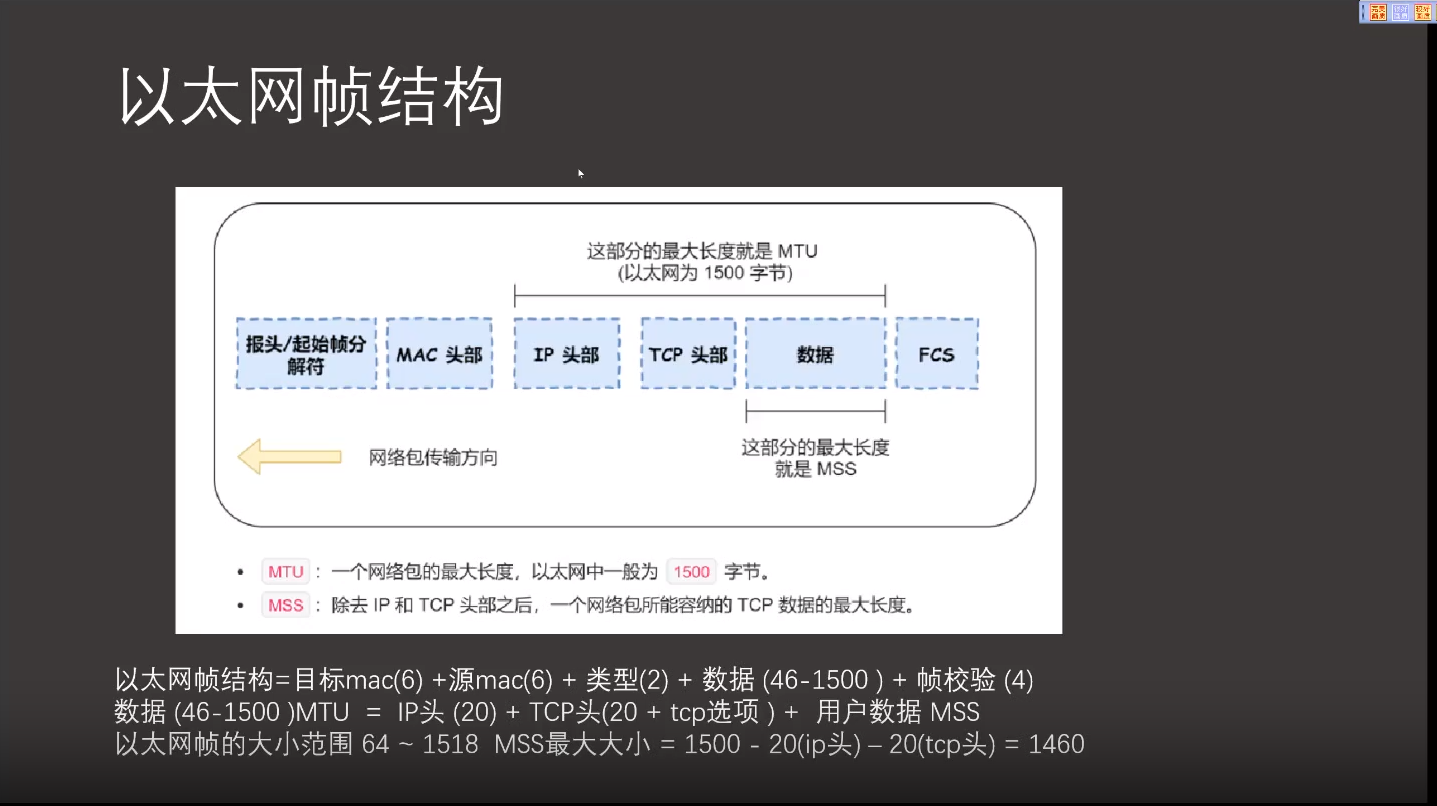 以太网帧结构
这部分的最大长度就是 MTU
(以太网为 1500 字节)
报头/起始帧分
解符
MAC 头部
IP 头部
TCP 头部
数据
FCS
网络包传输方向
这部分的最大长度
就是 MSS
• MTU : 一个网络包的最大长度，以太网中一般为 1500 字节。
• MSS : 除去 IP 和 TCP 头部之后，一个网络包所能容纳的 TCP 数据的最大长度。
以太网帧结构=目标mac(6) +源mac(6) + 类型(2) + 数据 (46-1500 ) + 帧校验 (4)
数据 (46-1500 )MTU = IP头 (20) + TCP头(20 + tcp选项 ) + 用户数据 MSS
以太网帧的大小范围 64 ~ 1518 MSS最大大小 = 1500 - 20(ip头) – 20(tcp头) = 1460